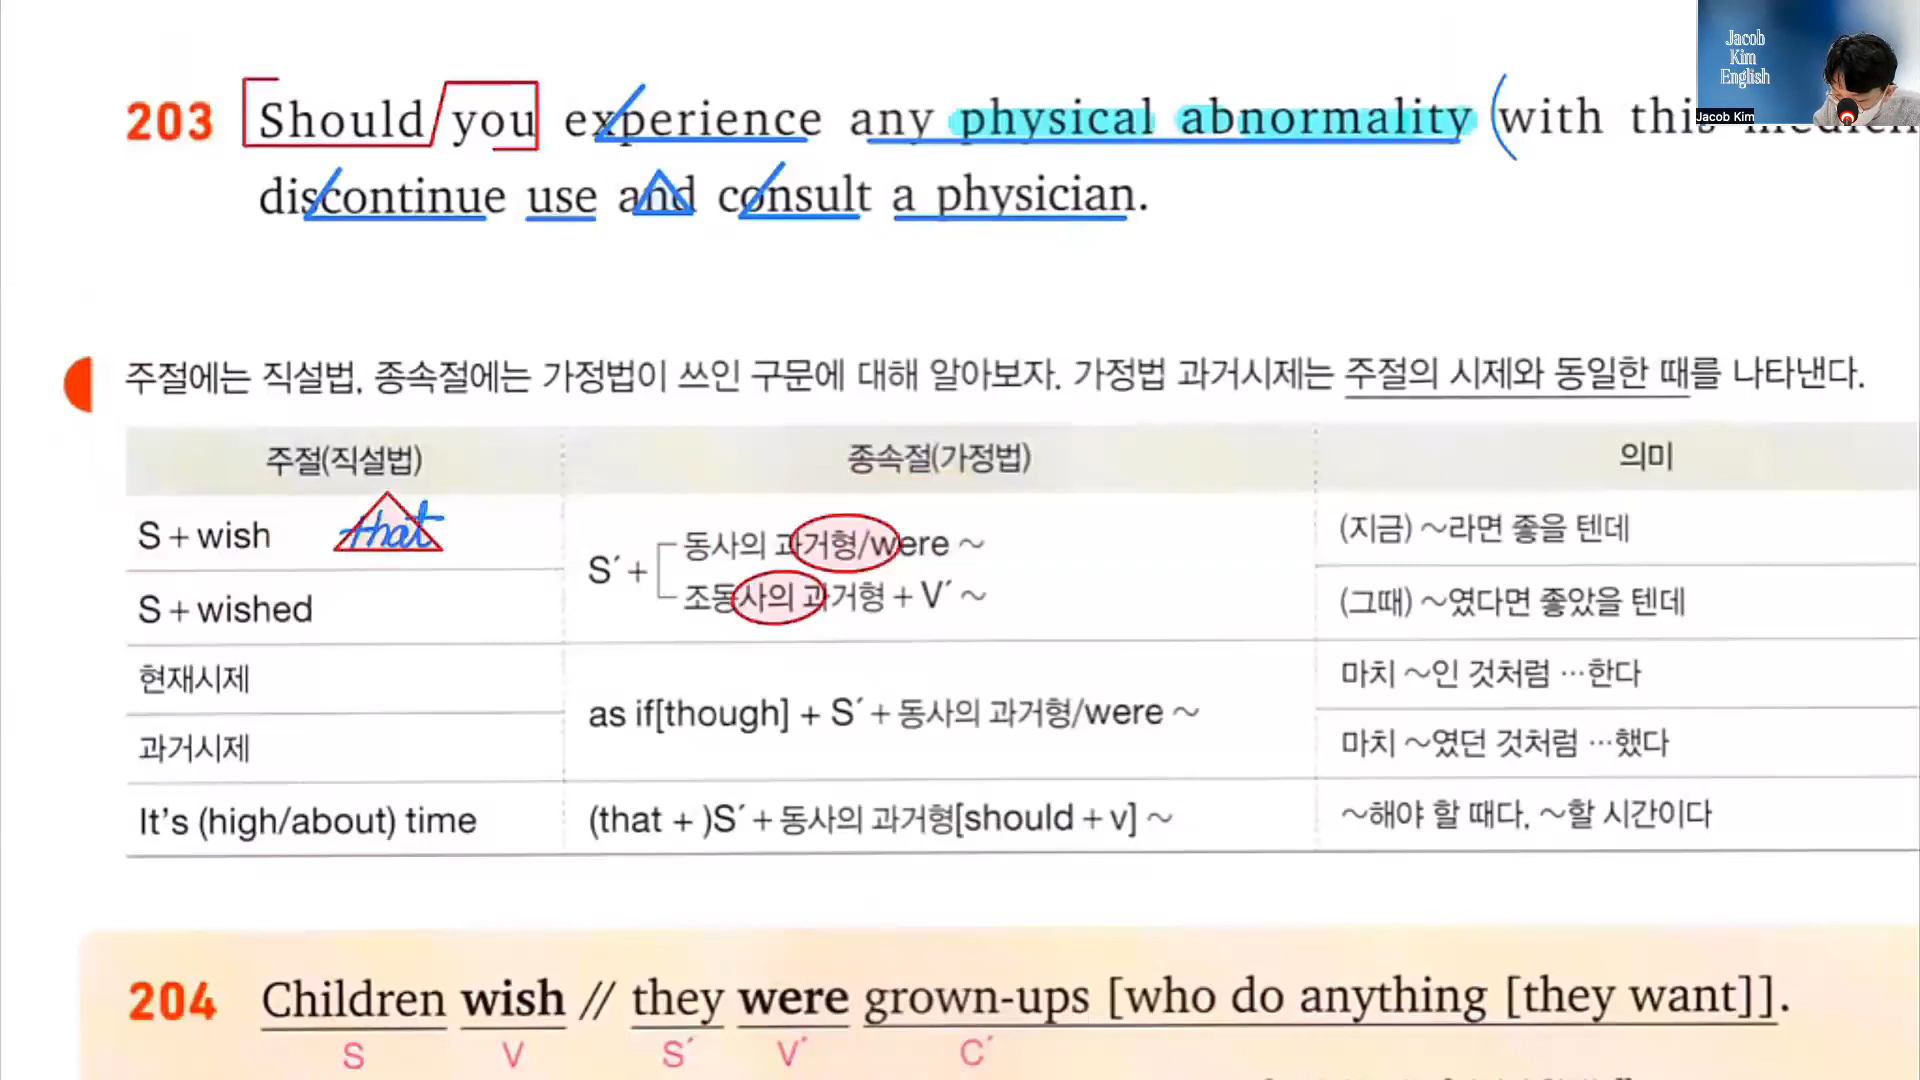 Jacob
Kim
English
Jacob Kim
203 Should you experience any physical abnormality (with this
discontinue use and consult a physician.
주절에는 직설법, 종속절에는 가정법이 쓰인 구문에 대해 알아보자. 가정법 과거시제는 주절의 시제와 동일한 때를 나타낸다.
주절(직설법) 종속절(가정법) 의미
S + wish that
S + wished
S´ + 동사의 과거형/were ~
조동사의 과거형 + V´ ~
(지금) ~라면 좋을 텐데
(그때) ~였다면 좋았을 텐데
현재시제
과거시제
as if[though] + S´ + 동사의 과거형/were ~
마치 ~인 것처럼 …한다
마치 ~였던 것처럼 …했다
It's (high/about) time (that + )S´ + 동사의 과거형[should + v] ~ ~해야 할 때다, ~할 시간이다
204 Children wish // they were grown-ups [who do anything [they want]].
S V S´ V´ C´